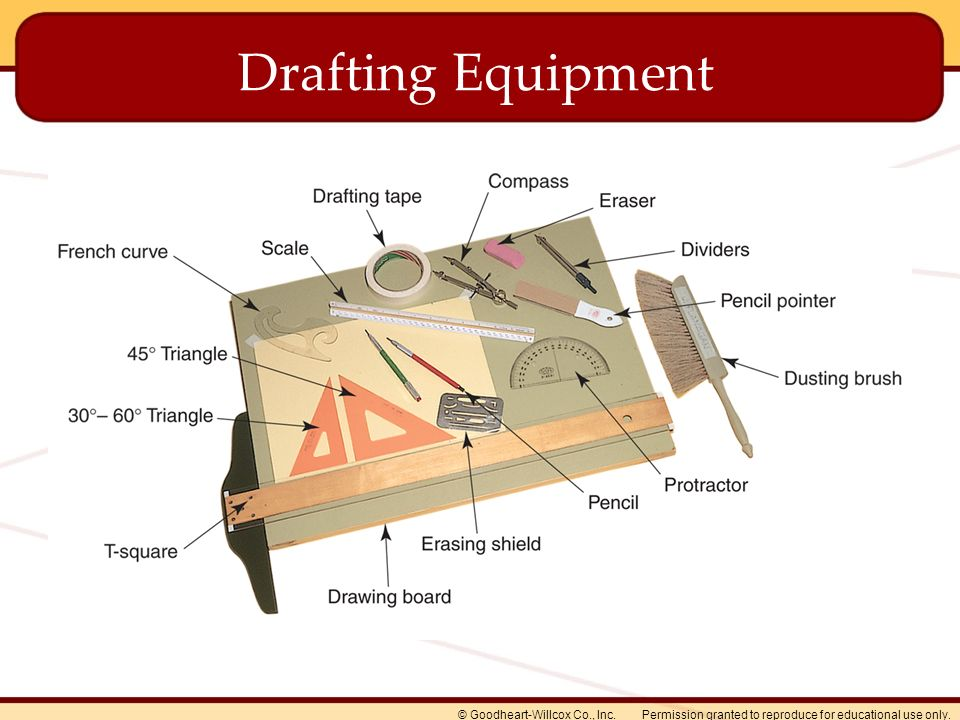 Drafting Equipment
Compass
Drafting tape
Eraser
French curve
Scale
Dividers
Pencil pointer
45° Triangle
Dusting brush
30°– 60° Triangle
Protractor
Pencil
T-square
Erasing shield
Drawing board
© Goodheart-Willcox Co., Inc. Permission granted to reproduce for educational use only.